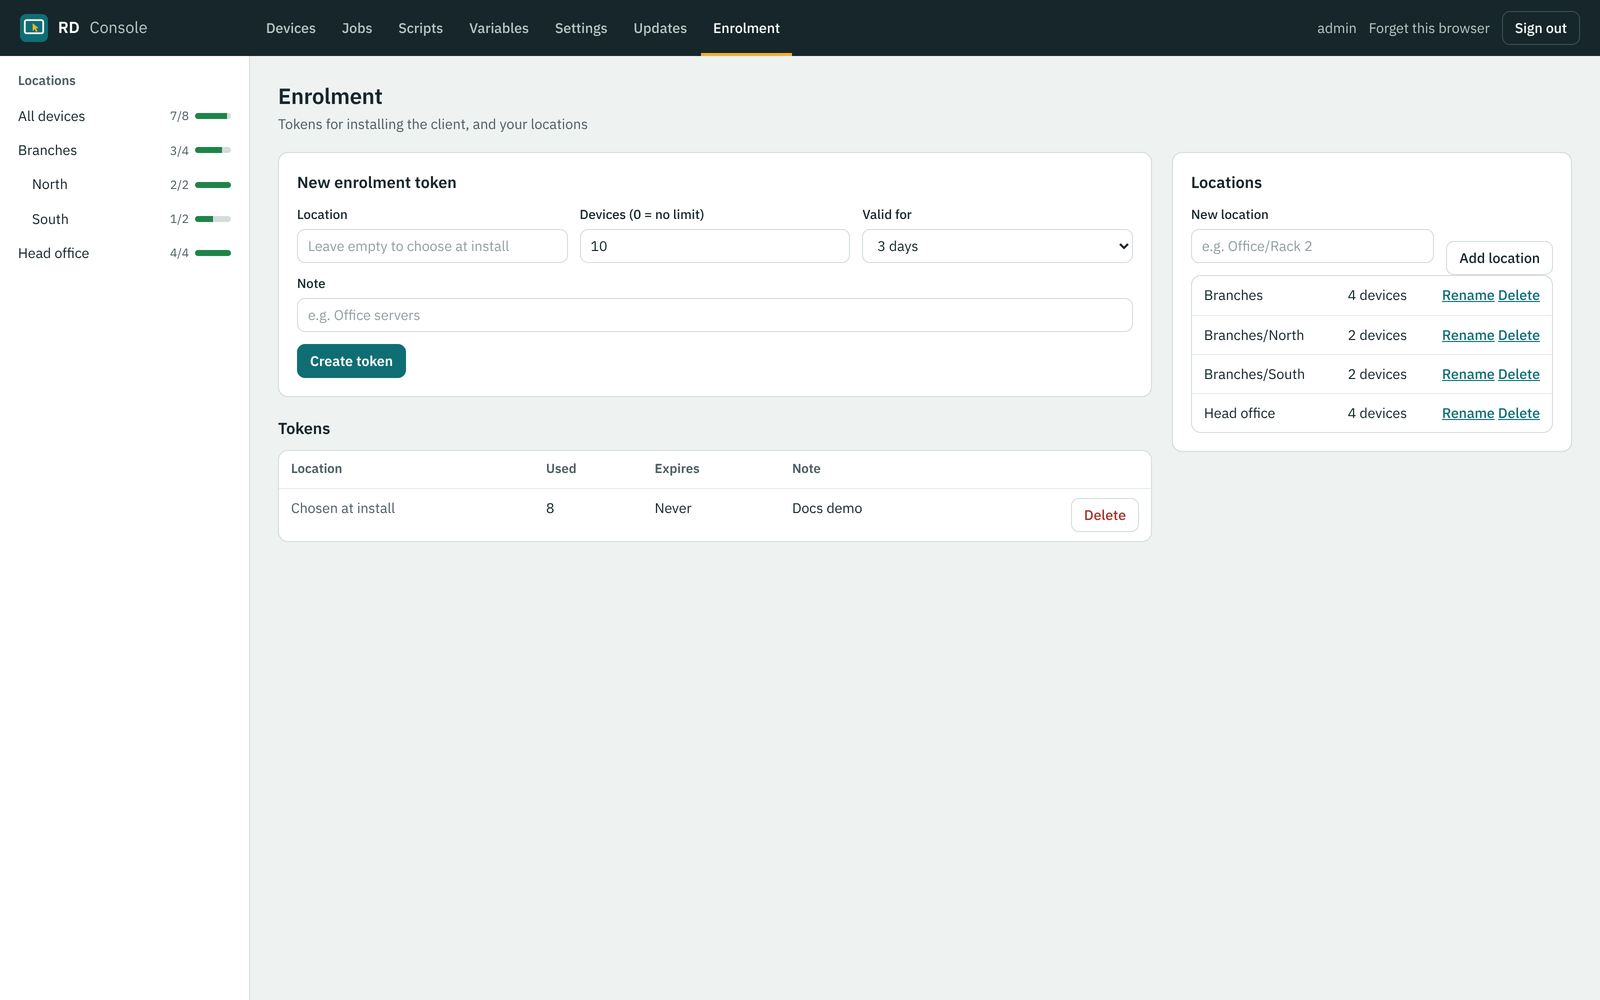 RD Console
Devices Jobs Scripts Variables Settings Updates Enrolment
admin Forget this browser Sign out
Locations
All devices 7/8
Branches 3/4
North 2/2
South 1/2
Head office 4/4
Enrolment
Tokens for installing the client, and your locations
New enrolment token
Location Devices (0 = no limit) Valid for
Leave empty to choose at install 10 3 days
Note
e.g. Office servers
Create token
Tokens
Location Used Expires Note
Chosen at install 8 Never Docs demo Delete
Locations
New location
e.g. Office/Rack 2 Add location
Branches 4 devices Rename Delete
Branches/North 2 devices Rename Delete
Branches/South 2 devices Rename Delete
Head office 4 devices Rename Delete